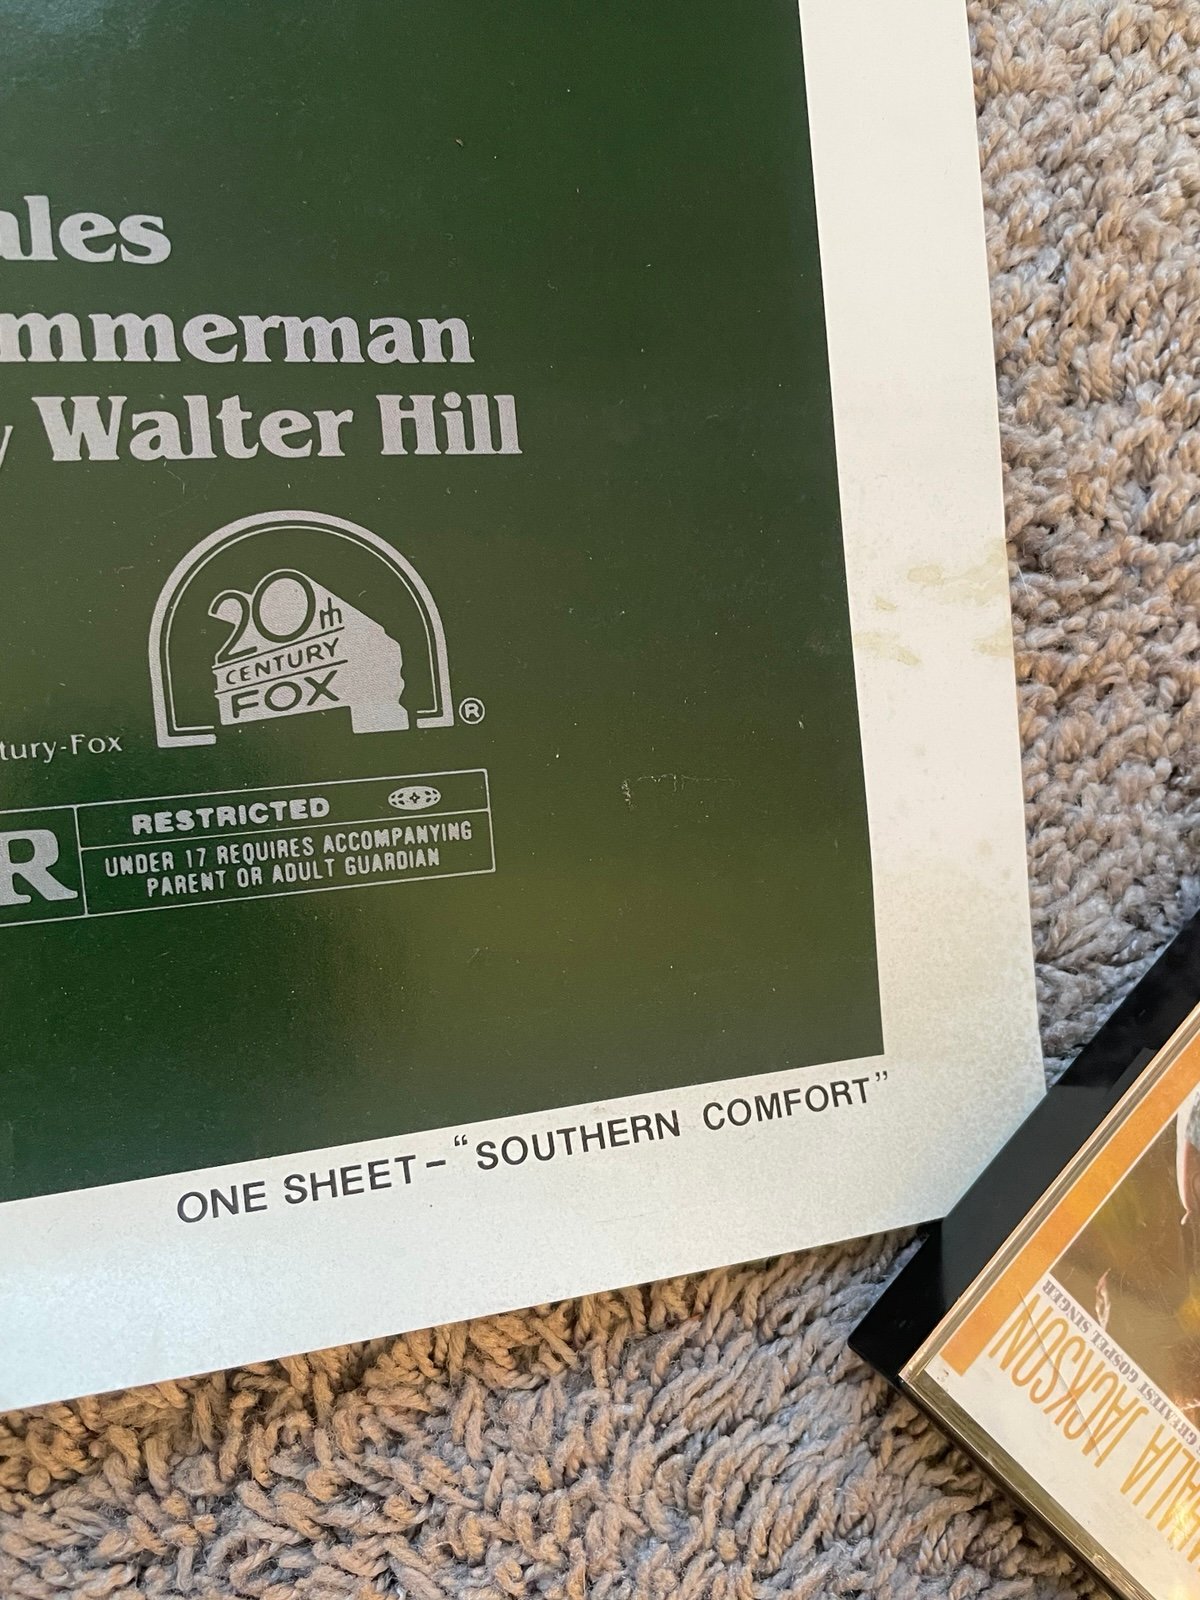 ales
mmerman
y Walter Hill
20th
CENTURY
FOX
®
tury-Fox
R
RESTRICTED
UNDER 17 REQUIRES ACCOMPANYING
PARENT OR ADULT GUARDIAN
ONE SHEET–"SOUTHERN COMFORT"
GREATEST GOSPEL SINGER
ALIA JACKSON